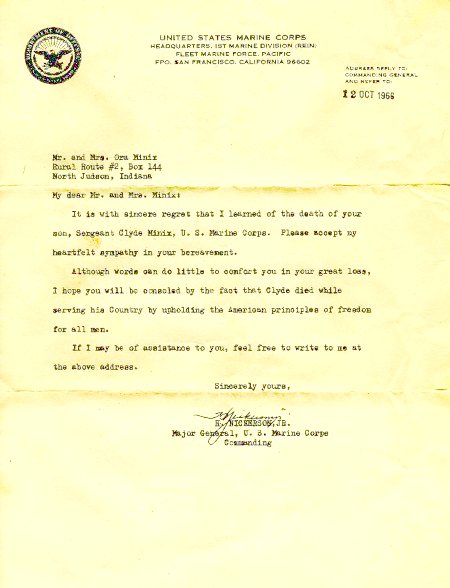 UNITED STATES MARINE CORPS
HEADQUARTERS, 1ST MARINE DIVISION (REIN)
FLEET MARINE FORCE, PACIFIC
FPO, SAN FRANCISCO, CALIFORNIA 96602
ADDRESS REPLY TO:
COMMANDING GENERAL
AND REFER TO:
12 OCT 1966
Mr. and Mrs. Ora Minix
Rural Route #2, Box 144
North Judson, Indiana
My dear Mr. and Mrs. Minix:
It is with sincere regret that I learned of the death of your
son, Sergeant Clyde Minix, U. S. Marine Corps. Please accept my
heartfelt sympathy in your bereavement.
Although words can do little to comfort you in your great loss,
I hope you will be consoled by the fact that Clyde died while
serving his Country by upholding the American principles of freedom
for all men.
If I may be of assistance to you, feel free to write to me at
the above address.
Sincerely yours,
H. NICKERSON, JR.
Major General, U. S. Marine Corps
Commanding